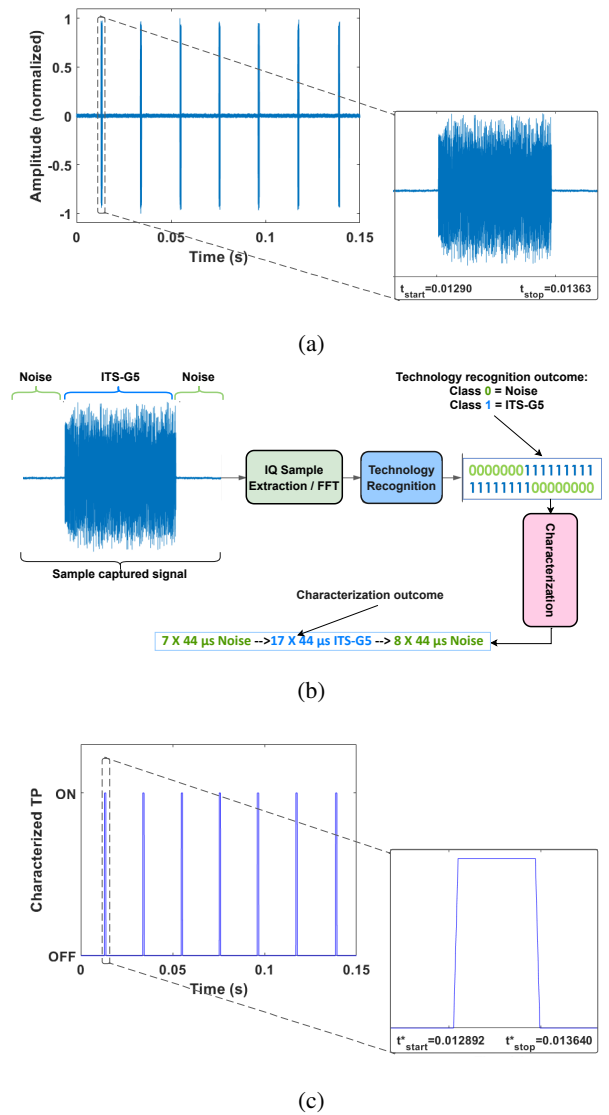 1
0.5
0
-0.5
-1
Amplitude (normalized)
0 0.05 0.1 0.15
Time (s)
t_start=0.01290 t_stop=0.01363
(a)
Noise ITS-G5 Noise
Technology recognition outcome:
Class 0 = Noise
Class 1 = ITS-G5
IQ Sample
Extraction / FFT
Technology
Recognition
0000000111111111
1111111100000000
Sample captured signal
Characterization
Characterization outcome
7 X 44 µs Noise -->17 X 44 µs ITS-G5 --> 8 X 44 µs Noise
(b)
ON
OFF
Characterized TP
0 0.05 0.1 0.15
Time (s)
t*_start=0.012892 t*_stop=0.013640
(c)